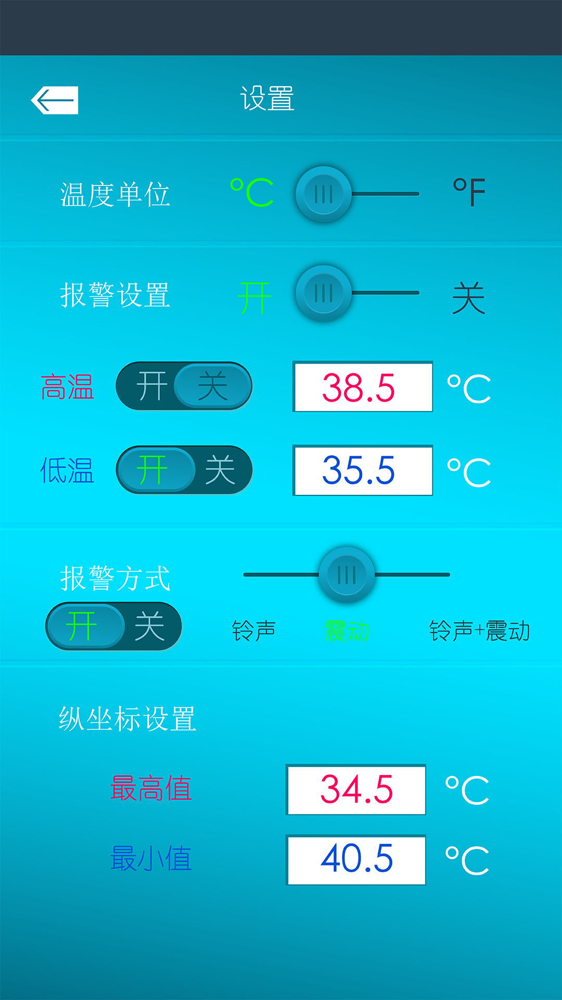 设置
温度单位 °C °F
报警设置 开 关
高温 开 关 38.5 °C
低温 开 关 35.5 °C
报警方式
开 关 铃声 震动 铃声+震动
纵坐标设置
最高值 34.5 °C
最小值 40.5 °C